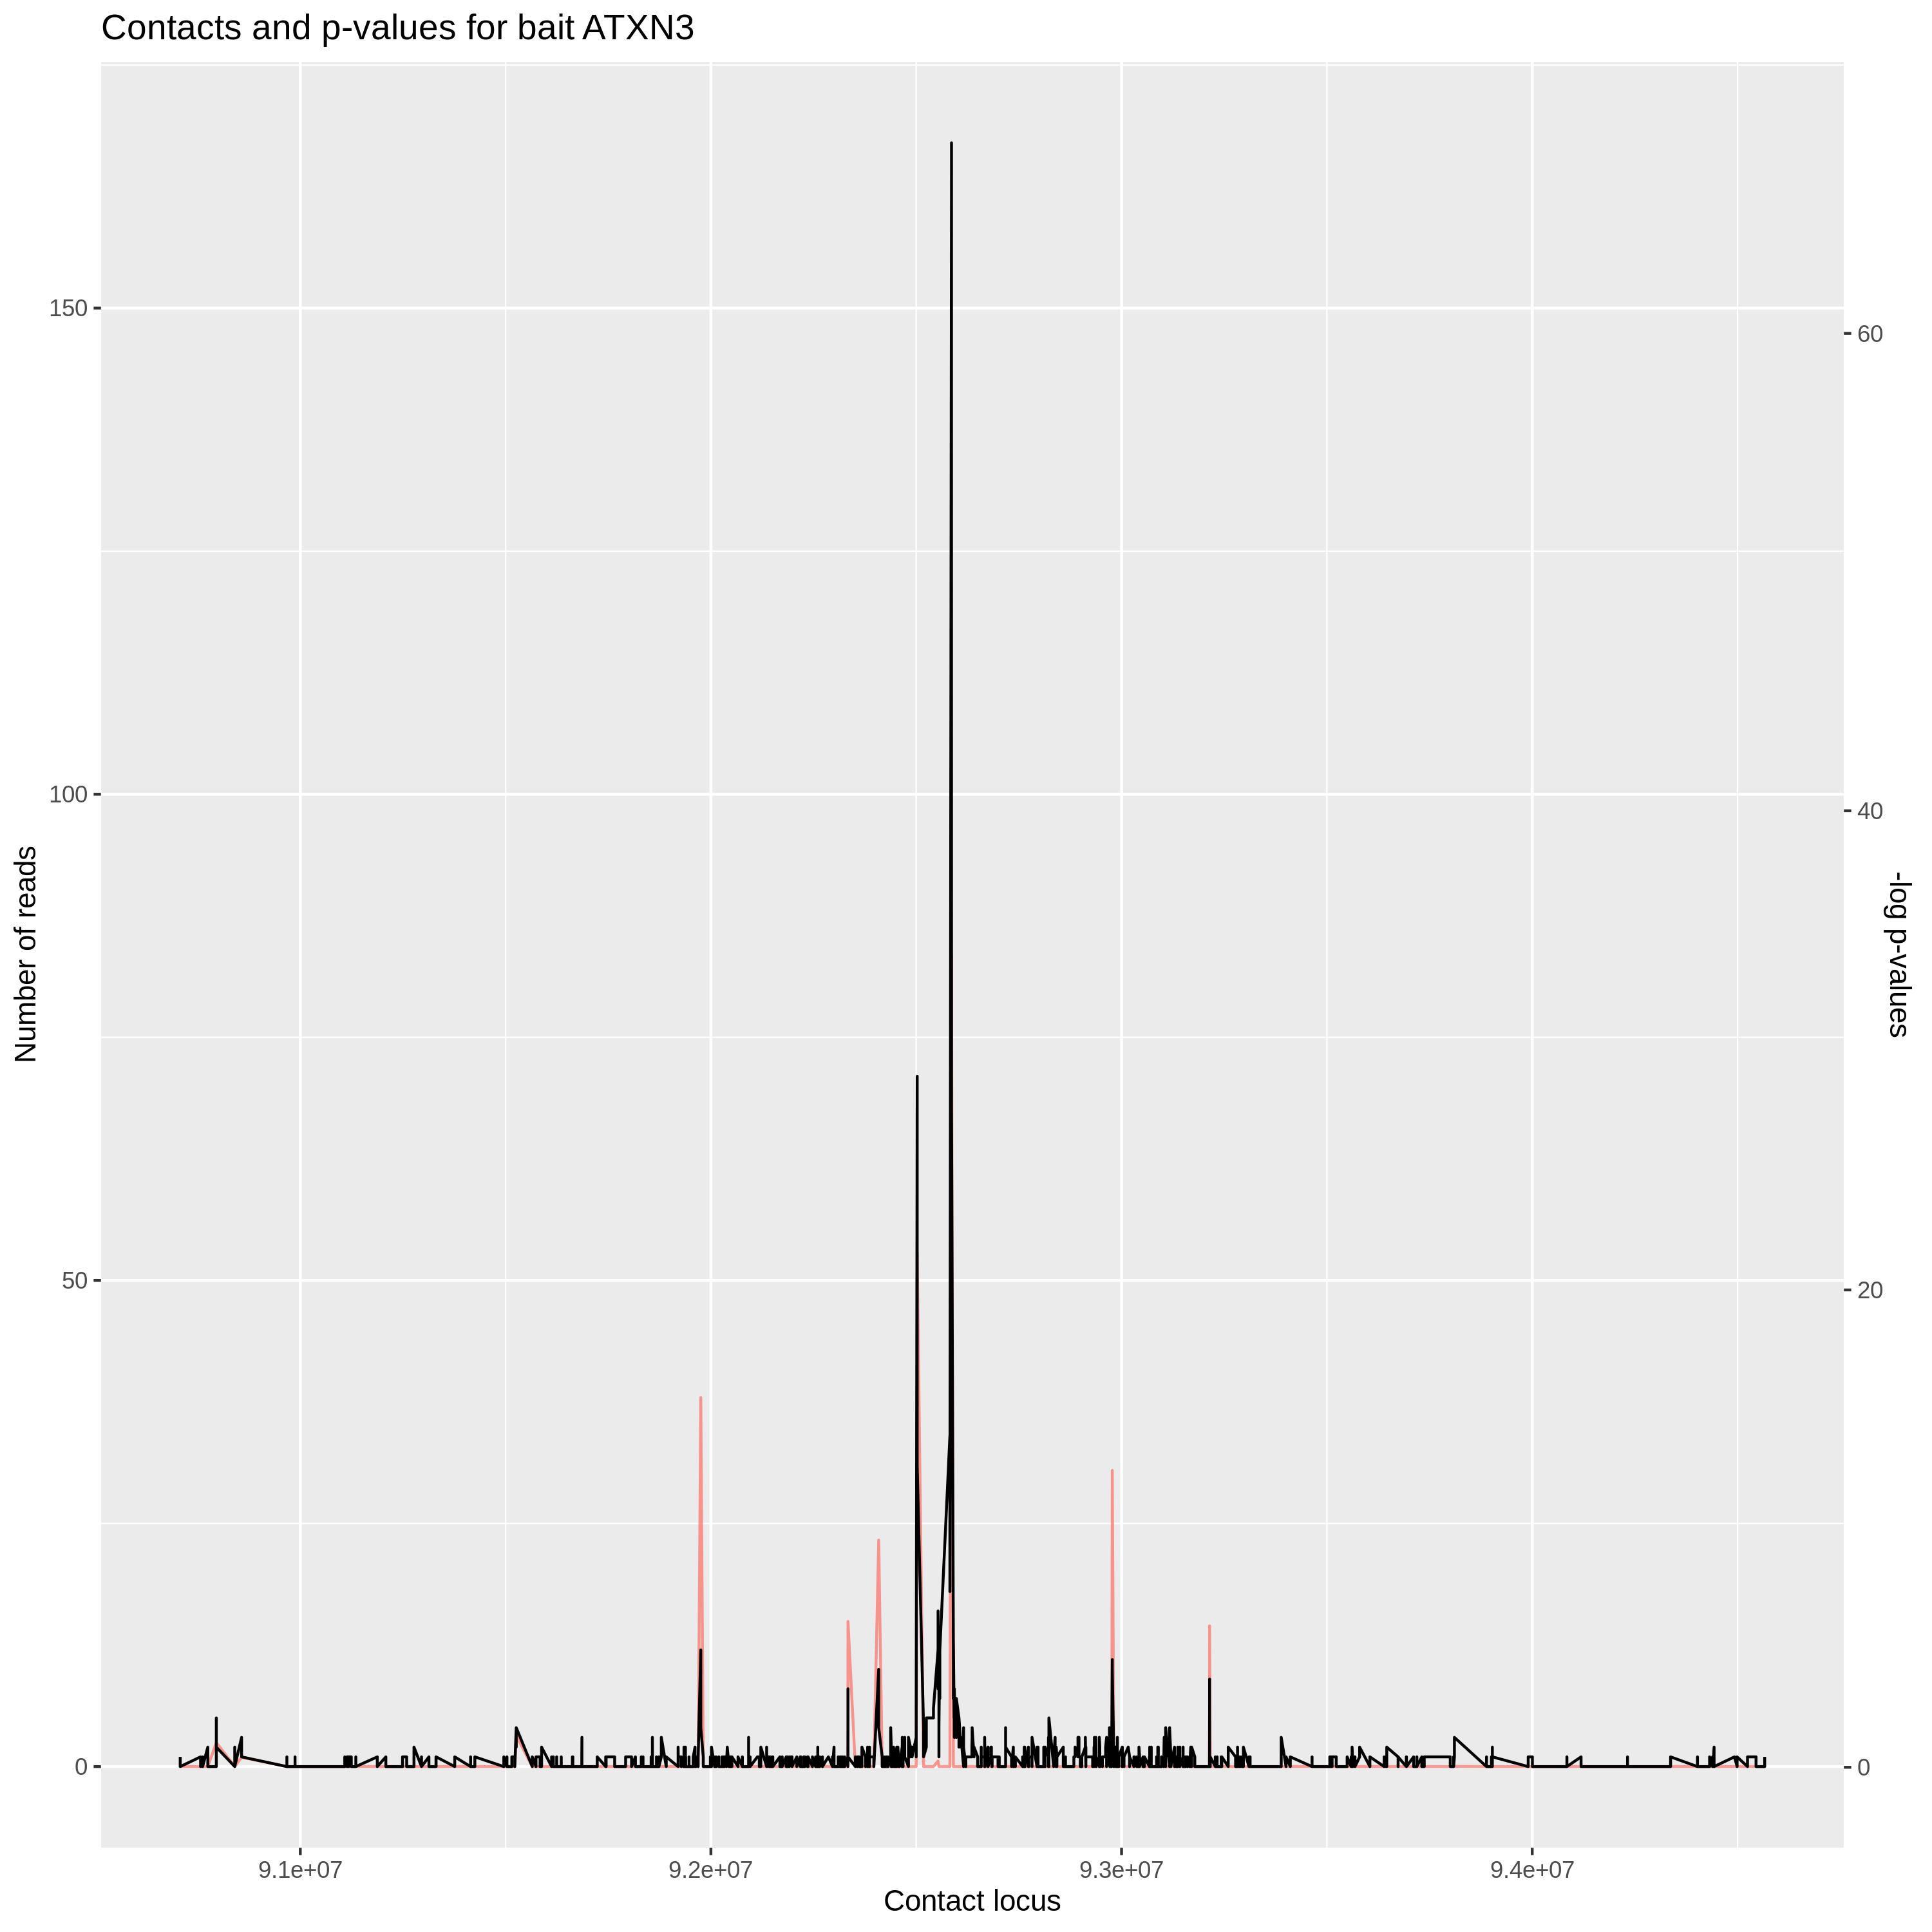 Contacts and p-values for bait ATXN3
150
100
50
0
Number of reads
60
40
20
0
-log p-values
9.1e+07
9.2e+07
9.3e+07
9.4e+07
Contact locus